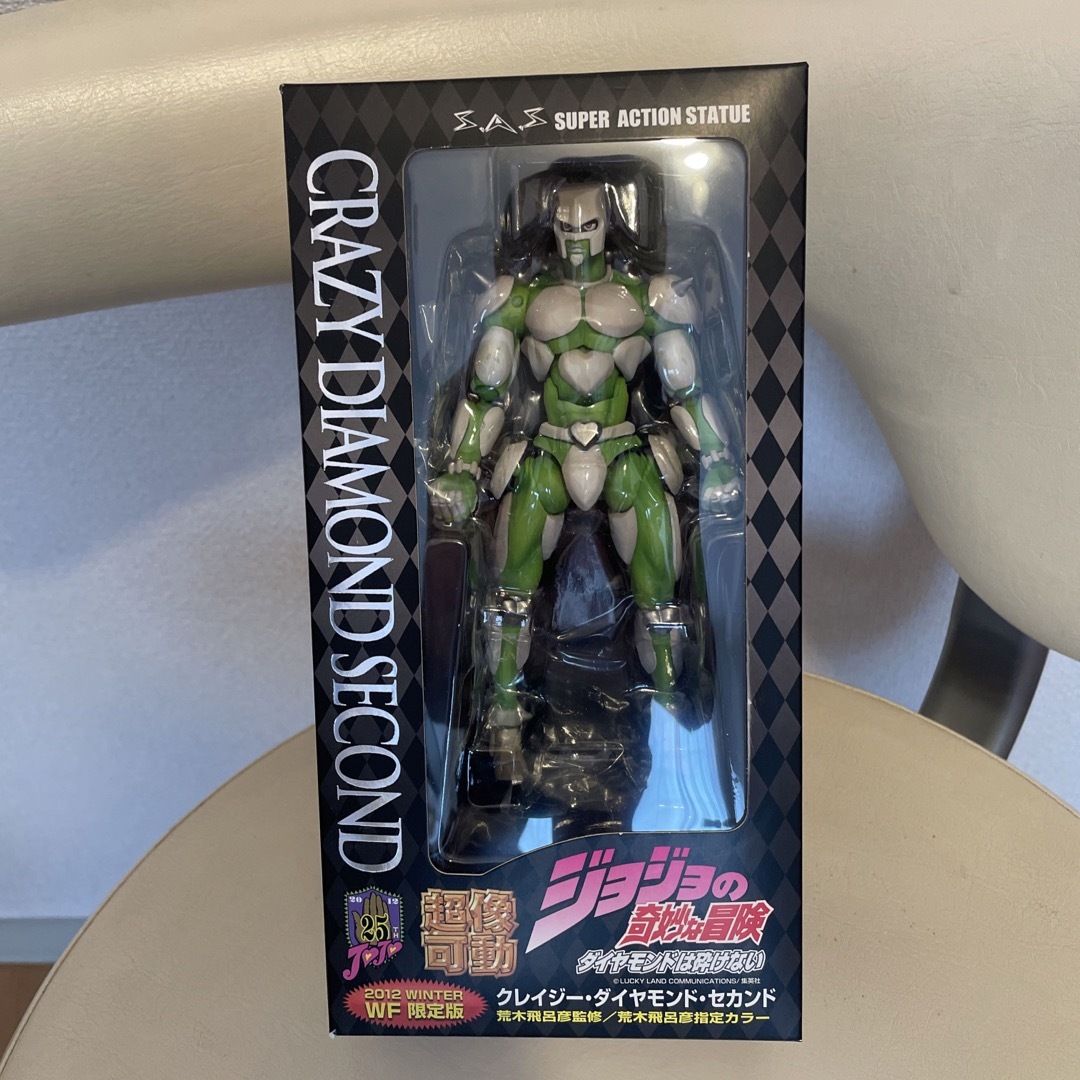 S.A.S SUPER ACTION STATUE
CRAZY DIAMOND SECOND
2012
25TH
JOJO
超像
可動
ジョジョの
奇妙な冒険
ダイヤモンドは砕けない
©LUCKY LAND COMMUNICATIONS/集英社
2012 WINTER
WF 限定版
クレイジー・ダイヤモンド・セカンド
荒木飛呂彦監修/荒木飛呂彦指定カラー